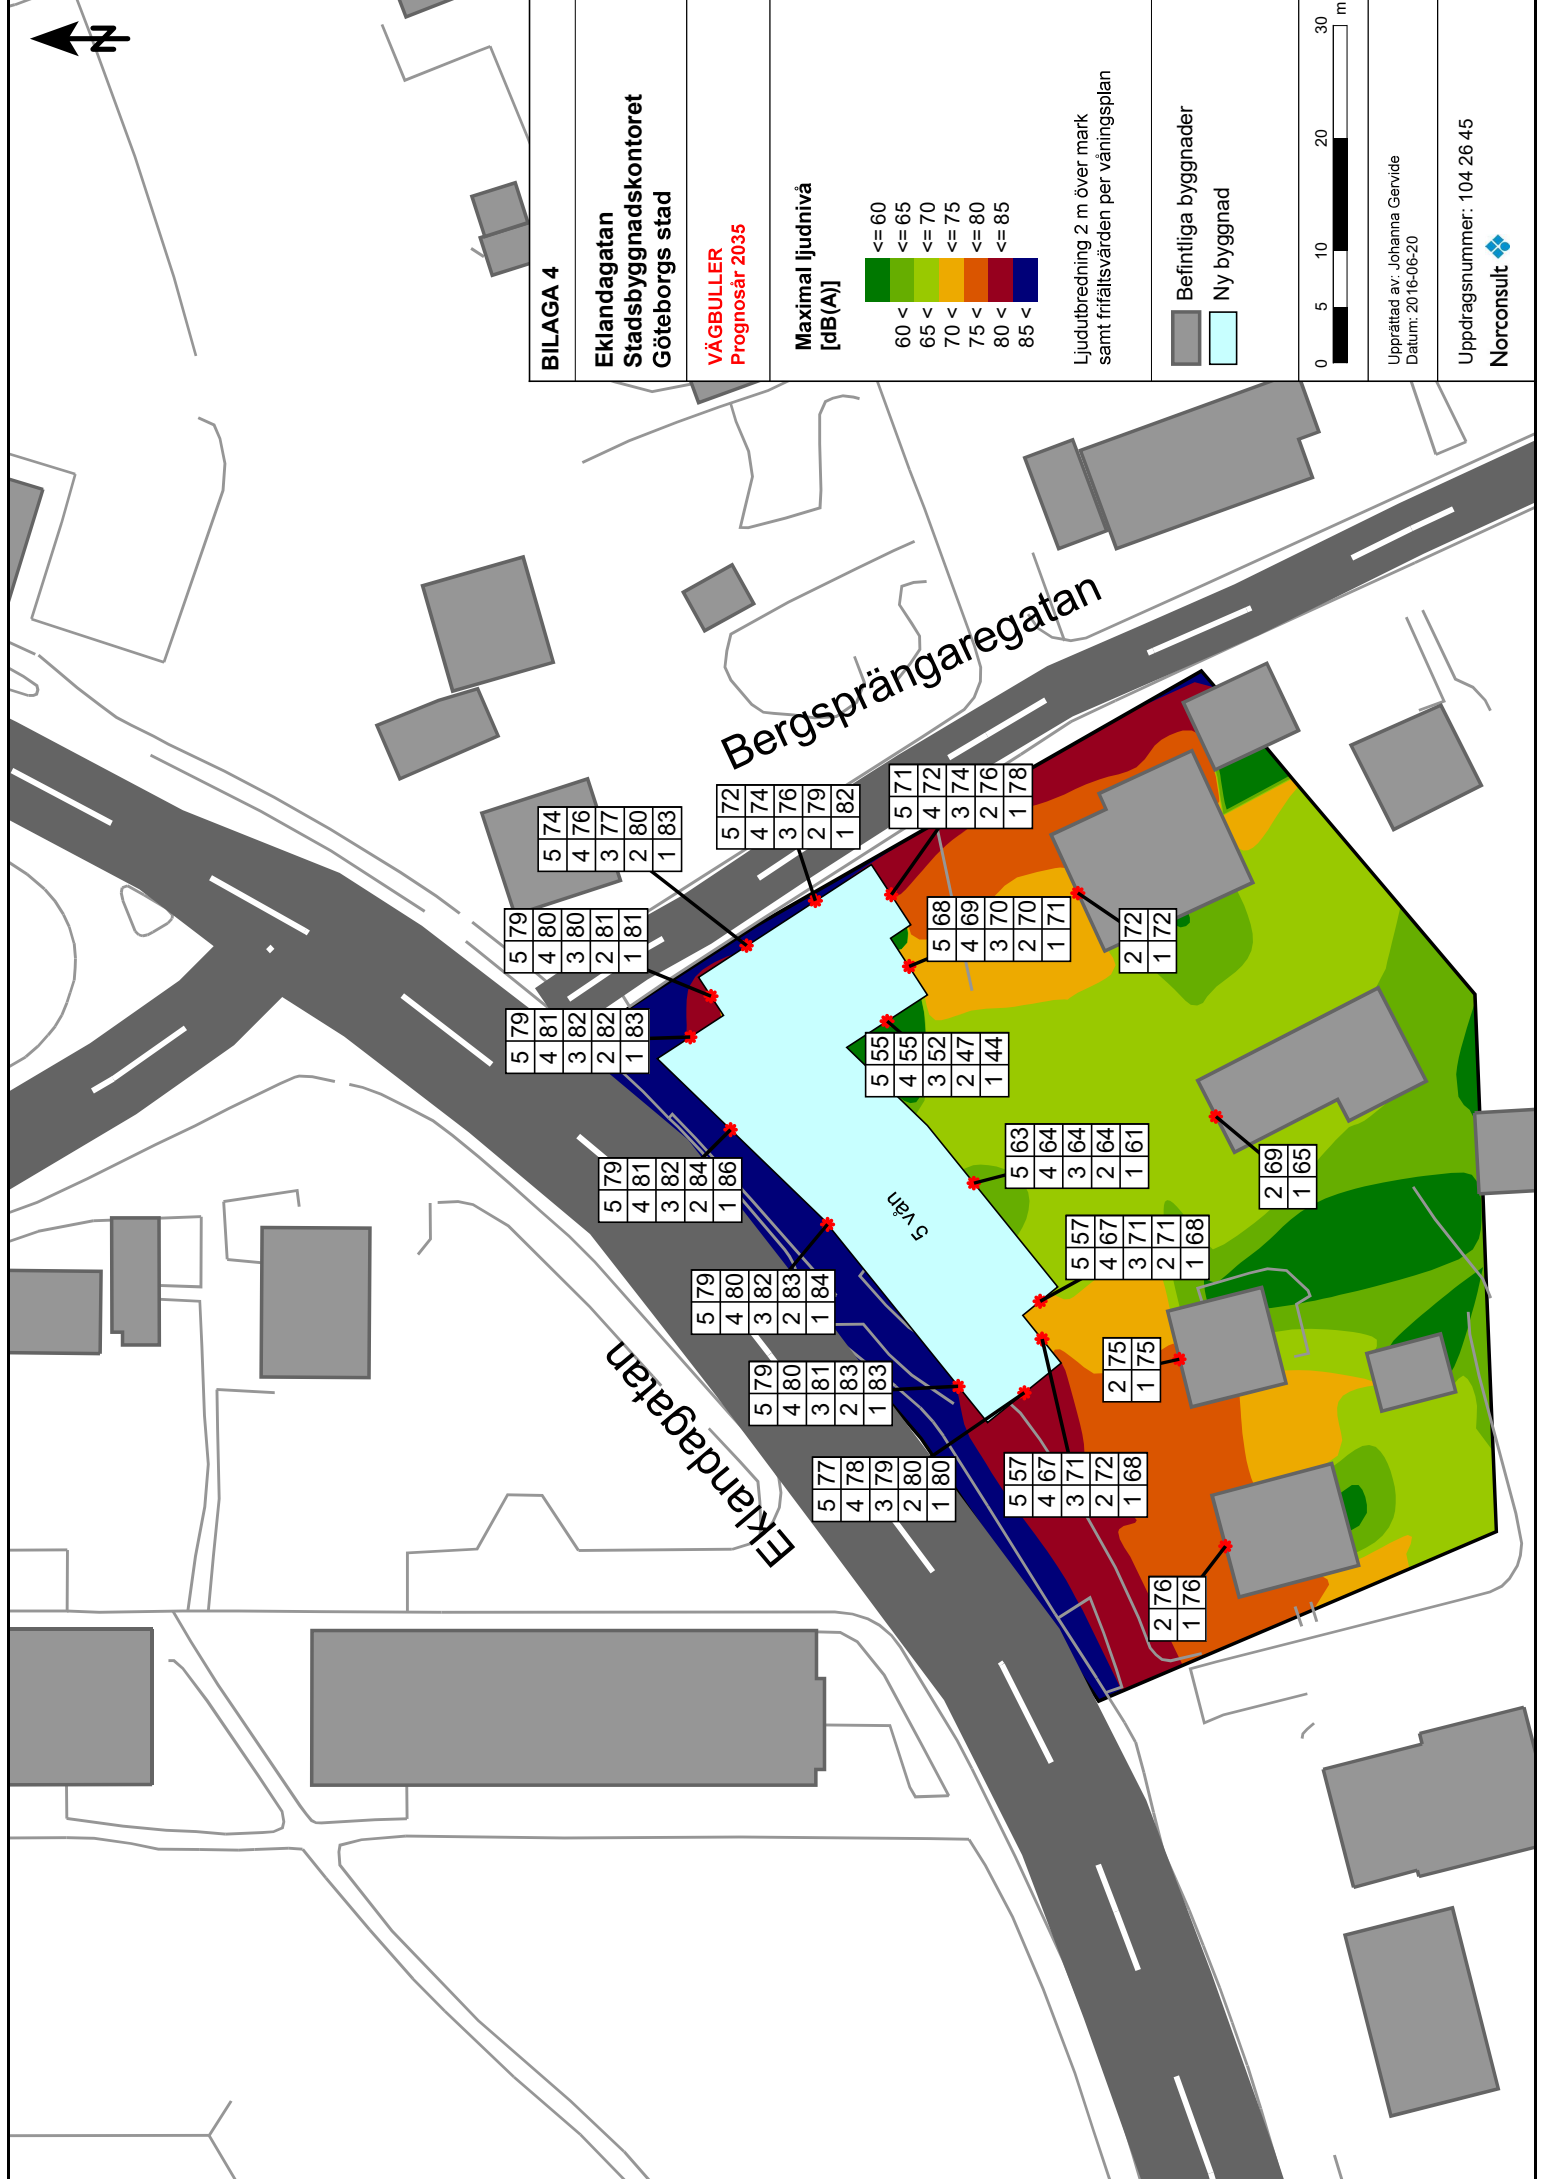 N
BILAGA 4
Eklandagatan
Stadsbyggnadskontoret
Göteborgs stad
VÄGBULLER
Prognosår 2035
Maximal ljudnivå
[dB(A)]
<= 60
60 < <= 65
65 < <= 70
70 < <= 75
75 < <= 80
80 < <= 85
85 <
Ljudutbredning 2 m över mark
samt frifältsvärden per våningsplan
Befintliga byggnader
Ny byggnad
0 5 10 20 30
m
Upprättad av: Johanna Gervide
Datum: 2016-06-20
Uppdragsnummer: 104 26 45
Norconsult
Eklandagatan
Bergsprängaregatan
5 vån
5 74
4 76
3 77
2 80
1 83
5 72
4 74
3 76
2 79
1 82
5 71
4 72
3 74
2 76
1 78
5 79
4 80
3 80
2 81
1 81
5 68
4 69
3 70
2 70
1 71
2 72
1 72
5 79
4 81
3 82
2 82
1 83
5 55
4 55
3 52
2 47
1 44
5 79
4 81
3 82
2 84
1 86
5 63
4 64
3 64
2 64
1 61
2 69
1 65
5 79
4 80
3 82
2 83
1 84
5 57
4 67
3 71
2 71
1 68
5 79
4 80
3 81
2 83
1 83
2 75
1 75
5 77
4 78
3 79
2 80
1 80
5 57
4 67
3 71
2 72
1 68
2 76
1 76